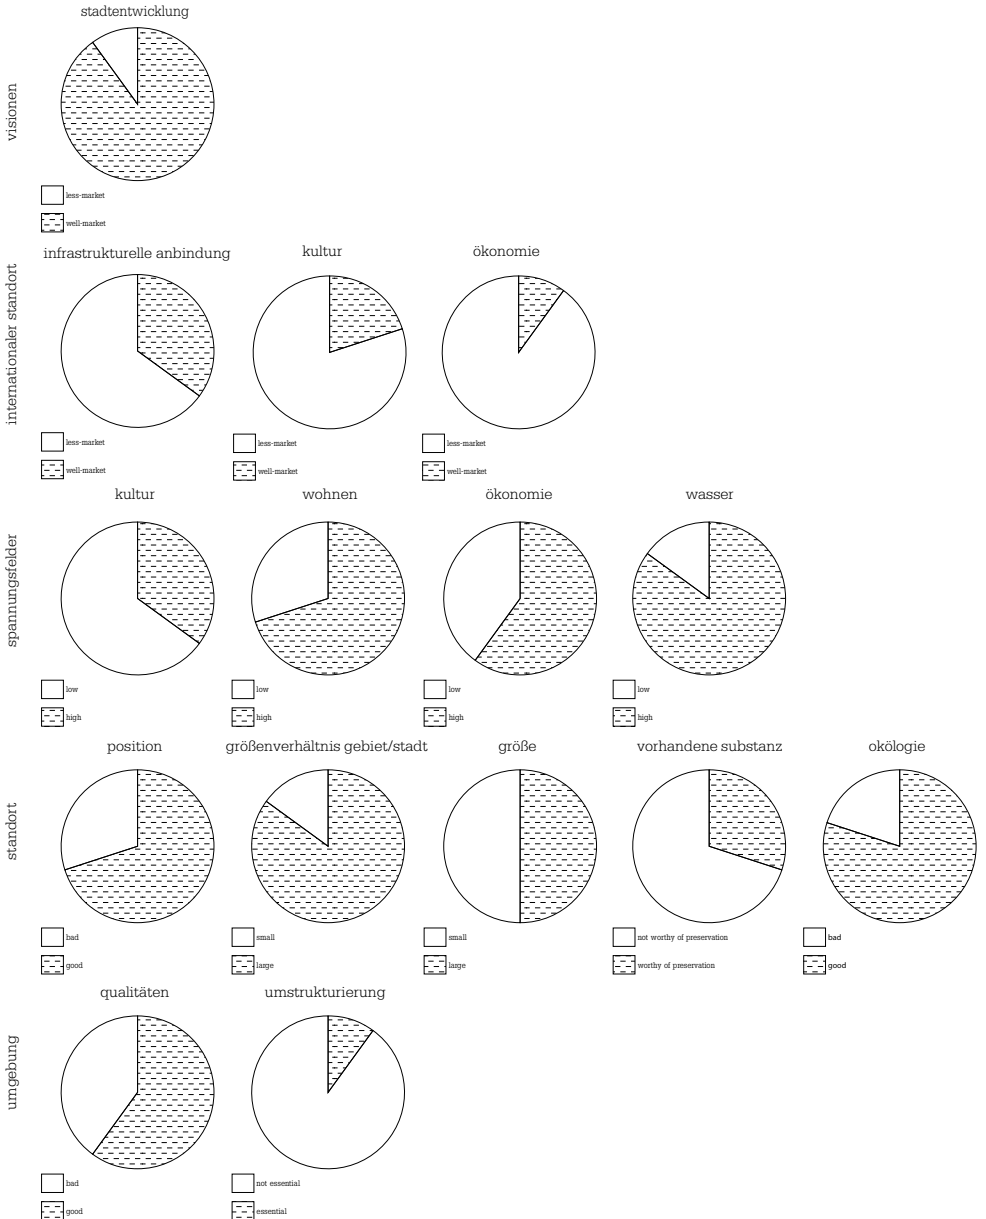 stadtentwicklung
visionen
less-market
well-market
infrastrukturelle anbindung
kultur
ökonomie
internationaler standort
less-market
less-market
less-market
well-market
well-market
well-market
kultur
wohnen
ökonomie
wasser
spannungsfelder
low
low
low
low
high
high
high
high
position
größenverhältnis gebiet/stadt
größe
vorhandene substanz
okölogie
standort
bad
small
small
not worthy of preservation
bad
good
large
large
worthy of preservation
good
qualitäten
umstrukturierung
umgebung
bad
not essential
good
essential